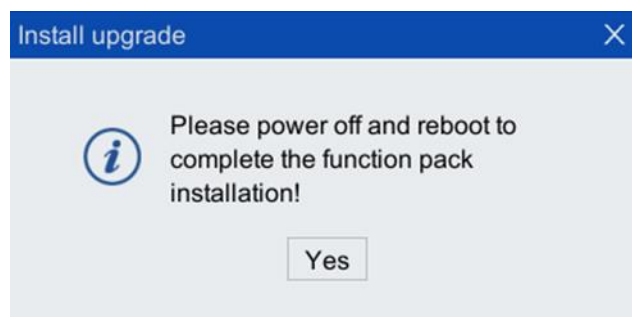 Install upgrade
Please power off and reboot to
complete the function pack
installation!
Yes